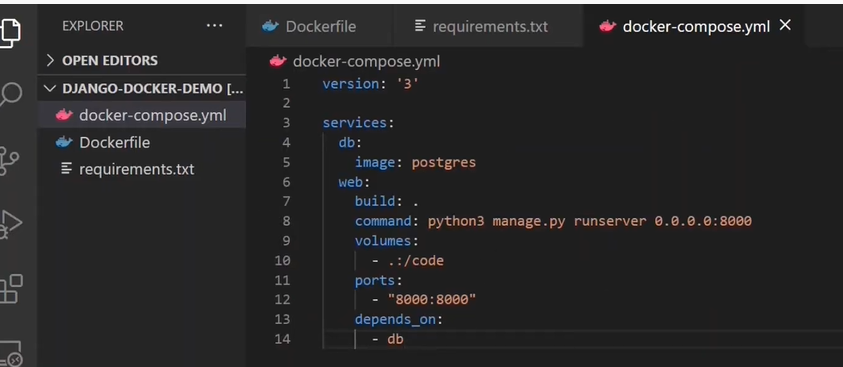 EXPLORER ...
OPEN EDITORS
DJANGO-DOCKER-DEMO [...
docker-compose.yml
Dockerfile
requirements.txt
Dockerfile requirements.txt docker-compose.yml
docker-compose.yml
1 version: '3'
2
3 services:
4 db:
5 image: postgres
6 web:
7 build: .
8 command: python3 manage.py runserver 0.0.0.0:8000
9 volumes:
10 - .:/code
11 ports:
12 - "8000:8000"
13 depends_on:
14 - db